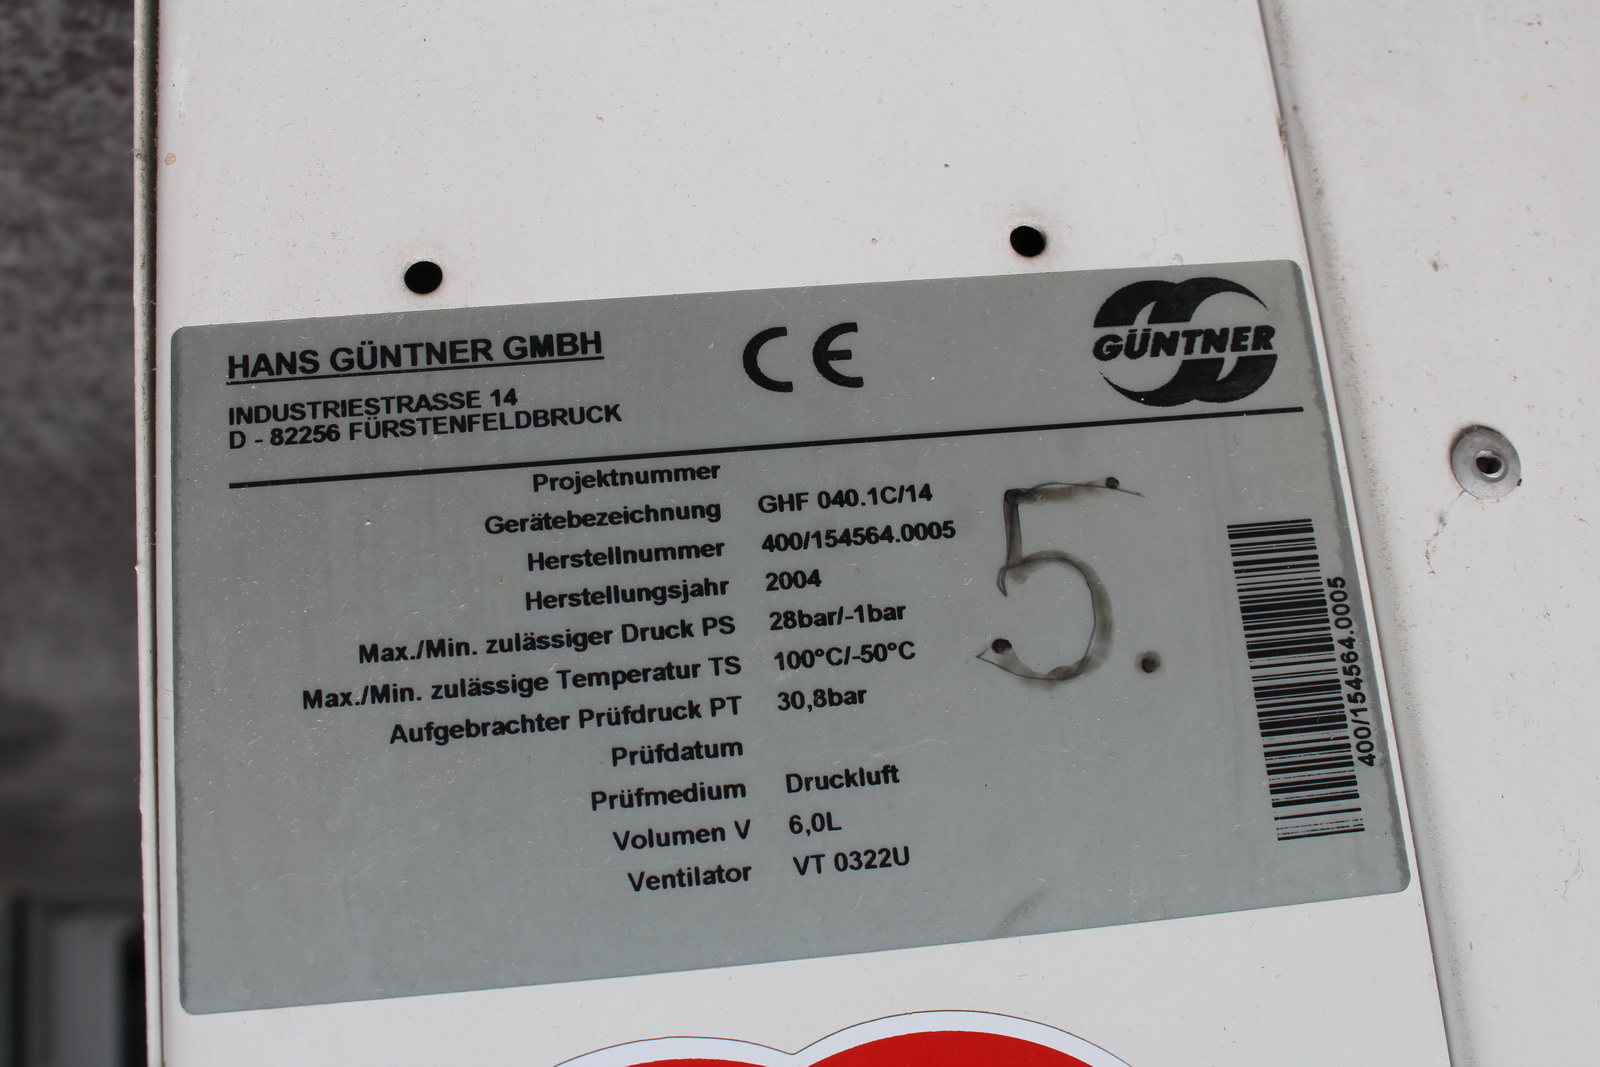 HANS GÜNTNER GMBH
INDUSTRIESTRASSE 14
D - 82256 FÜRSTENFELDBRUCK
CE
GÜNTNER
Projektnummer
Gerätebezeichnung GHF 040.1C/14
Herstellnummer 400/154564.0005
Herstellungsjahr 2004
Max./Min. zulässiger Druck PS 28bar/-1bar
Max./Min. zulässige Temperatur TS 100°C/-50°C
Aufgebrachter Prüfdruck PT 30,8bar
Prüfdatum
Prüfmedium Druckluft
Volumen V 6,0L
Ventilator VT 0322U
5.
400/154564.0005